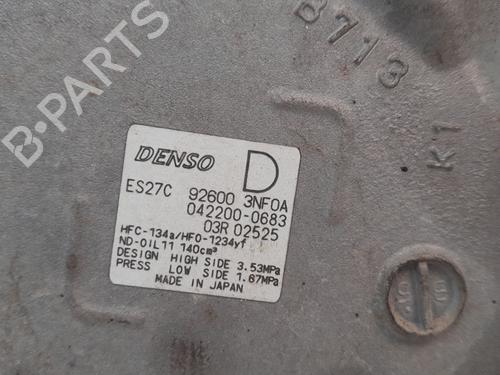 B713
K1
B-PARTS
DENSO D
ES27C 92600 3NF0A
042200-0683
03R 02525
HFC-134a/HFO-1234yf
ND-OIL11 140cm³
DESIGN HIGH SIDE 3.53MPa
PRESS LOW SIDE 1.67MPa
MADE IN JAPAN